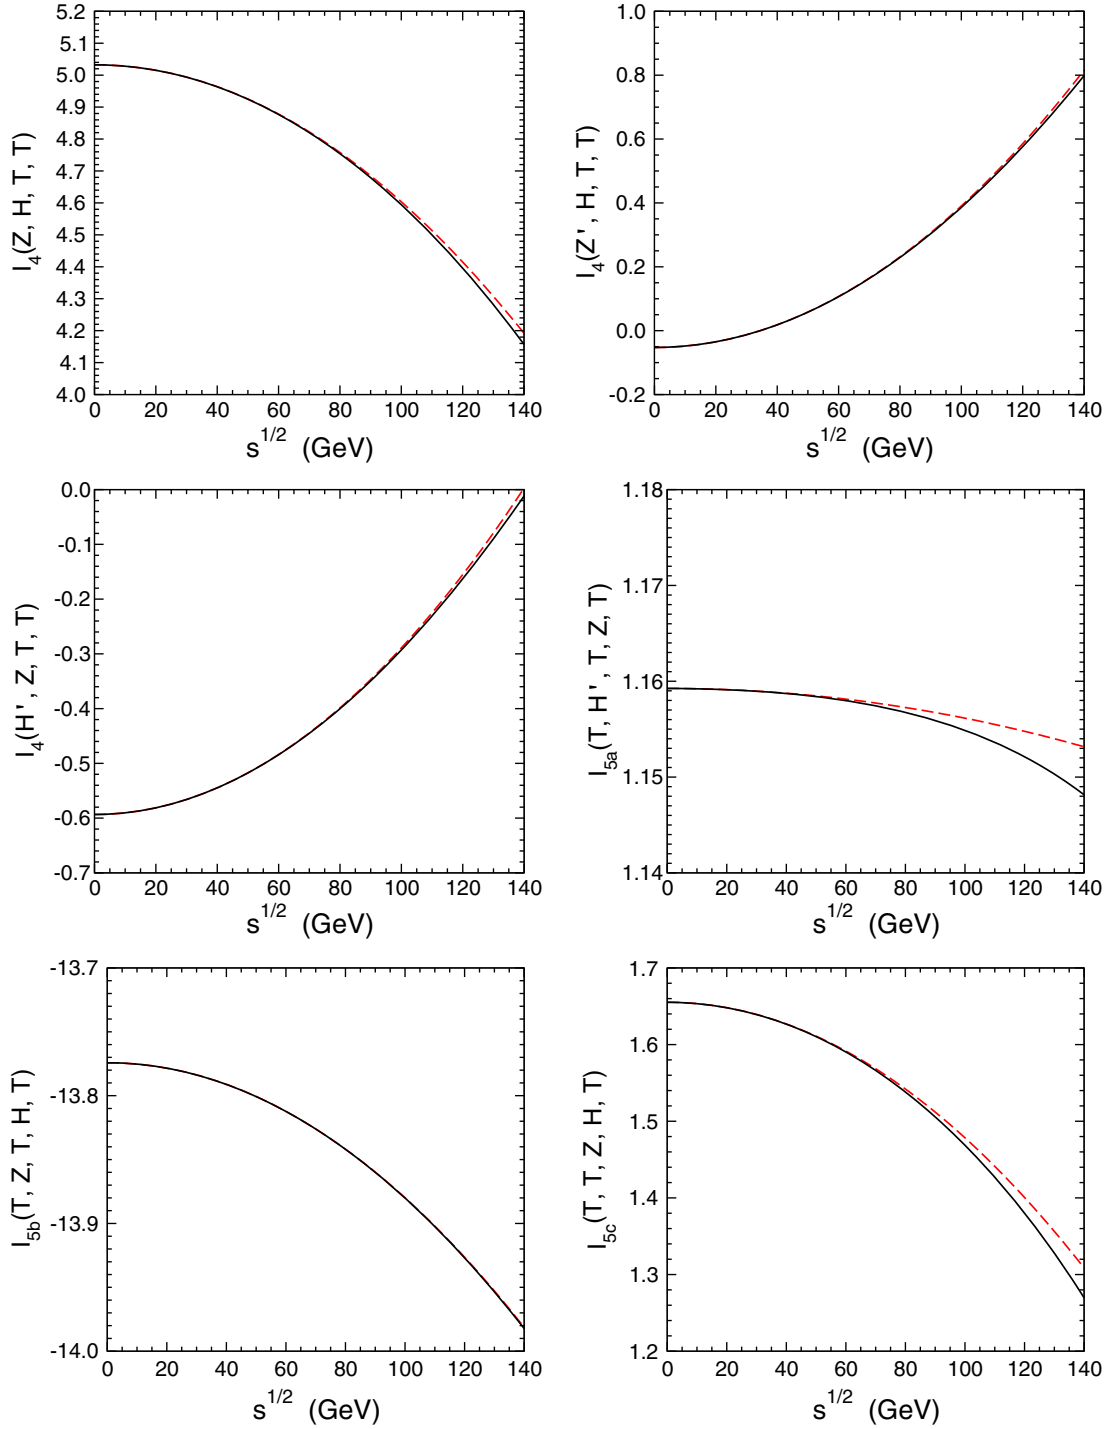 5.2
5.1
5.0
4.9
4.8
4.7
4.6
4.5
4.4
4.3
4.2
4.1
4.0
I4(Z, H, T, T)
0 20 40 60 80 100 120 140
s1/2 (GeV)
1.0
0.8
0.6
0.4
0.2
0.0
-0.2
I4(Z', H, T, T)
0 20 40 60 80 100 120 140
s1/2 (GeV)
0.0
-0.1
-0.2
-0.3
-0.4
-0.5
-0.6
-0.7
I4(H', Z, T, T)
0 20 40 60 80 100 120 140
s1/2 (GeV)
1.18
1.17
1.16
1.15
1.14
I5a(T, H', T, Z, T)
0 20 40 60 80 100 120 140
s1/2 (GeV)
-13.7
-13.8
-13.9
-14.0
I5b(T, Z, T, H, T)
0 20 40 60 80 100 120 140
s1/2 (GeV)
1.7
1.6
1.5
1.4
1.3
1.2
I5c(T, T, Z, H, T)
0 20 40 60 80 100 120 140
s1/2 (GeV)